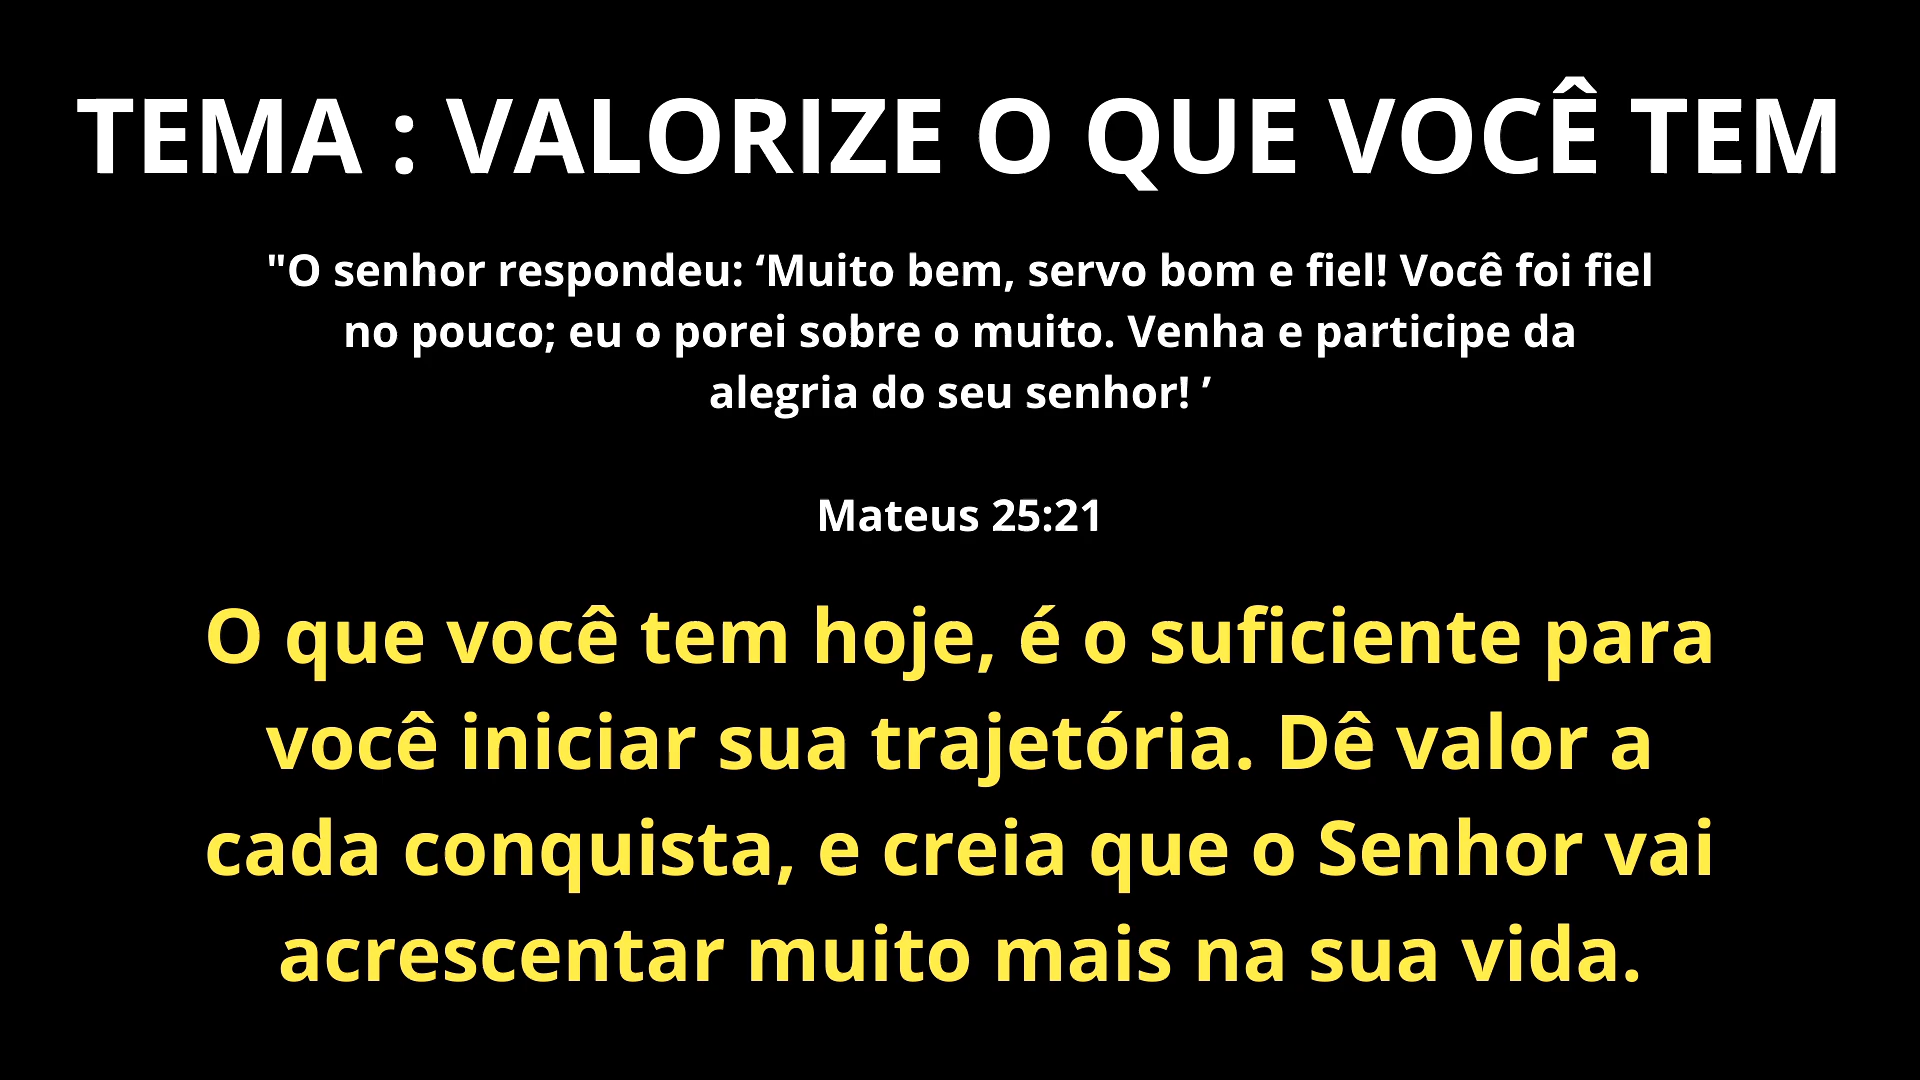 TEMA : VALORIZE O QUE VOCÊ TEM
"O senhor respondeu: ‘Muito bem, servo bom e fiel! Você foi fiel
no pouco; eu o porei sobre o muito. Venha e participe da
alegria do seu senhor! ’
Mateus 25:21
O que você tem hoje, é o suficiente para
você iniciar sua trajetória. Dê valor a
cada conquista, e creia que o Senhor vai
acrescentar muito mais na sua vida.